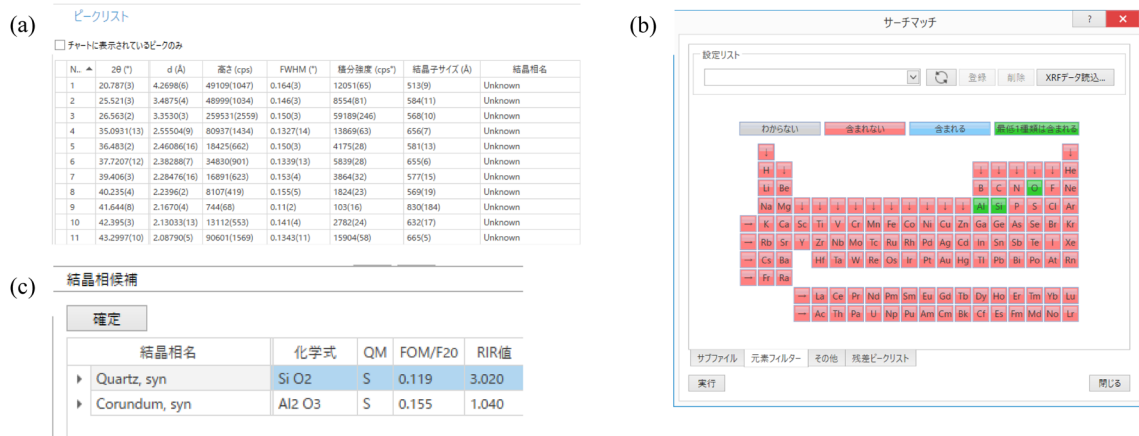 (a)
ピークリスト
チャートに表示されているピークのみ
N.. 2θ (°) d (Å) 高さ (cps) FWHM (°) 積分強度 (cps°) 結晶子サイズ (Å) 結晶相名
1 20.787(3) 4.2698(6) 49109(1047) 0.164(3) 12051(65) 513(9) Unknown
2 25.521(3) 3.4875(4) 48999(1034) 0.146(3) 8554(81) 584(11) Unknown
3 26.563(2) 3.3530(3) 259531(2559) 0.150(3) 59189(246) 568(10) Unknown
4 35.0931(13) 2.55504(9) 80937(1434) 0.1327(14) 13869(63) 656(7) Unknown
5 36.483(2) 2.46086(16) 18425(662) 0.150(3) 4175(28) 581(13) Unknown
6 37.7207(12) 2.38288(7) 34830(901) 0.1339(13) 5839(28) 655(6) Unknown
7 39.406(3) 2.28476(16) 16891(623) 0.153(4) 3864(32) 577(15) Unknown
8 40.235(4) 2.2396(2) 8107(419) 0.155(5) 1824(23) 569(19) Unknown
9 41.644(8) 2.1670(4) 744(68) 0.11(2) 103(16) 830(184) Unknown
10 42.395(3) 2.13033(13) 13112(553) 0.141(4) 2782(24) 632(17) Unknown
11 43.2997(10) 2.08790(5) 90601(1569) 0.1343(11) 15904(58) 665(5) Unknown
(b)
サーチマッチ
? ×
設定リスト
登録 削除 XRFデータ読込...
わからない 含まれない 含まれる 最低1種類は含まれる
↓ ↓
H ↓ ↓ ↓ ↓ ↓ ↓ He
Li Be B C N O F Ne
Na Mg ↓ ↓ ↓ ↓ ↓ ↓ ↓ ↓ ↓ ↓ Al Si P S Cl Ar
→ K Ca Sc Ti V Cr Mn Fe Co Ni Cu Zn Ga Ge As Se Br Kr
→ Rb Sr Y Zr Nb Mo Tc Ru Rh Pd Ag Cd In Sn Sb Te I Xe
→ Cs Ba Hf Ta W Re Os Ir Pt Au Hg Tl Pb Bi Po At Rn
→ Fr Ra
→ La Ce Pr Nd Pm Sm Eu Gd Tb Dy Ho Er Tm Yb Lu
→ Ac Th Pa U Np Pu Am Cm Bk Cf Es Fm Md No Lr
サブファイル 元素フィルター その他 残差ピークリスト
実行 閉じる
(c)
結晶相候補
確定
結晶相名 化学式 QM FOM/F20 RIR値
Quartz, syn Si O2 S 0.119 3.020
Corundum, syn Al2 O3 S 0.155 1.040